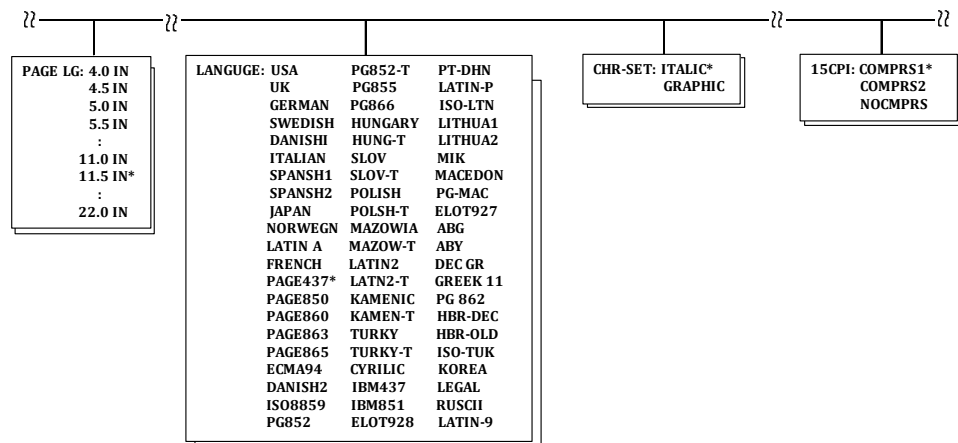 PAGE LG: 4.0 IN
4.5 IN
5.0 IN
5.5 IN
:
11.0 IN
11.5 IN*
:
22.0 IN
LANGUGE: USA PG852-T PT-DHN
UK PG855 LATIN-P
GERMAN PG866 ISO-LTN
SWEDISH HUNGARY LITHUA1
DANISHI HUNG-T LITHUA2
ITALIAN SLOV MIK
SPANSH1 SLOV-T MACEDON
SPANSH2 POLISH PG-MAC
JAPAN POLSH-T ELOT927
NORWEGN MAZOWIA ABG
LATIN A MAZOW-T ABY
FRENCH LATIN2 DEC GR
PAGE437* LATN2-T GREEK 11
PAGE850 KAMENIC PG 862
PAGE860 KAMEN-T HBR-DEC
PAGE863 TURKY HBR-OLD
PAGE865 TURKY-T ISO-TUK
ECMA94 CYRILIC KOREA
DANISH2 IBM437 LEGAL
ISO8859 IBM851 RUSCII
PG852 ELOT928 LATIN-9
CHR-SET: ITALIC*
GRAPHIC
15CPI: COMPRS1*
COMPRS2
NOCMPRS